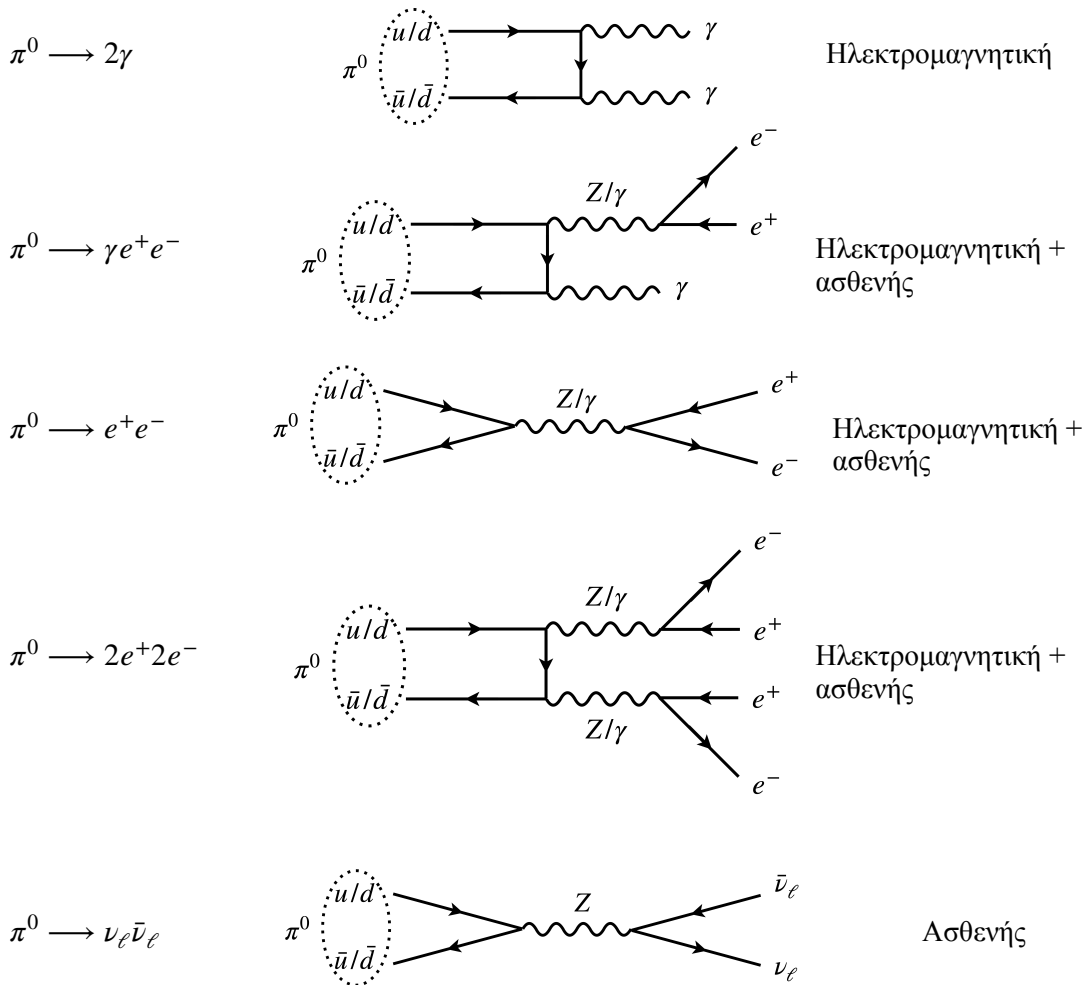 π⁰ ⟶ 2γ
π⁰
u/d
ū/d̄
γ
γ
Ηλεκτρομαγνητική
π⁰ ⟶ γe⁺e⁻
π⁰
u/d
ū/d̄
Z/γ
e⁻
e⁺
γ
Ηλεκτρομαγνητική +
ασθενής
π⁰ ⟶ e⁺e⁻
π⁰
u/d
ū/d̄
Z/γ
e⁺
e⁻
Ηλεκτρομαγνητική +
ασθενής
π⁰ ⟶ 2e⁺2e⁻
π⁰
u/d
ū/d̄
Z/γ
Z/γ
e⁻
e⁺
e⁺
e⁻
Ηλεκτρομαγνητική +
ασθενής
π⁰ ⟶ ν_ℓ ν̄_ℓ
π⁰
u/d
ū/d̄
Z
ν̄_ℓ
ν_ℓ
Ασθενής